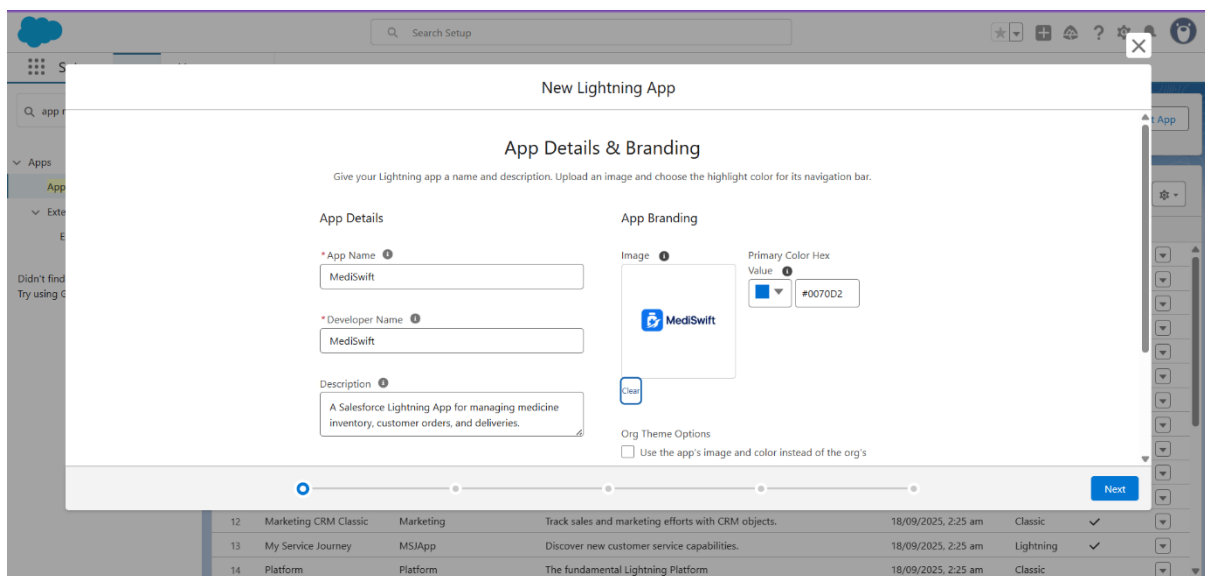 Search Setup
New Lightning App
App Details & Branding
Give your Lightning app a name and description. Upload an image and choose the highlight color for its navigation bar.
app
Apps
App
Exte
E
Didn't find
Try using G
App Details
*App Name
MediSwift
*Developer Name
MediSwift
Description
A Salesforce Lightning App for managing medicine
inventory, customer orders, and deliveries.
App Branding
Image
MediSwift
Clear
Primary Color Hex
Value
#0070D2
Org Theme Options
Use the app's image and color instead of the org's
t App
Next
12 Marketing CRM Classic Marketing Track sales and marketing efforts with CRM objects. 18/09/2025, 2:25 am Classic
13 My Service Journey MSJApp Discover new customer service capabilities. 18/09/2025, 2:25 am Lightning
14 Platform Platform The fundamental Lightning Platform 18/09/2025, 2:25 am Classic